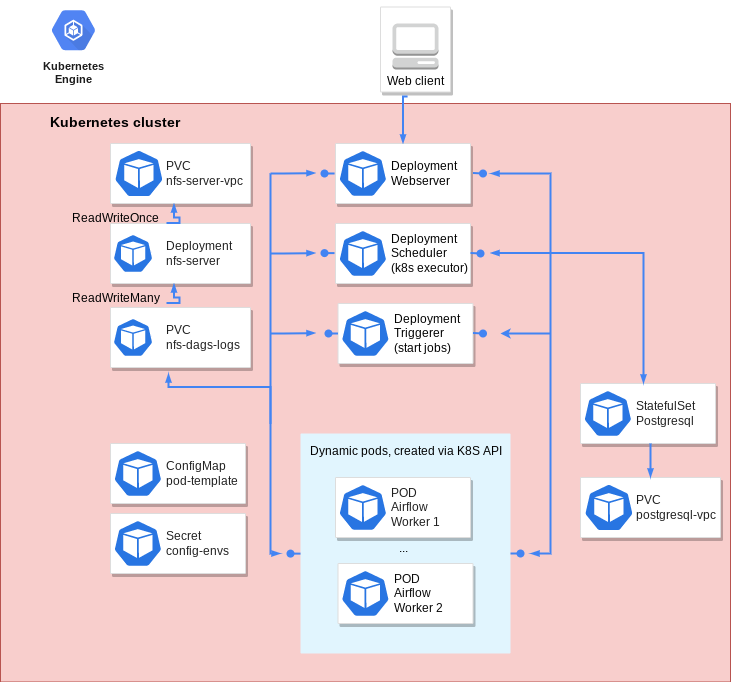 Kubernetes
Engine
Web client
Kubernetes cluster
PVC
nfs-server-vpc
ReadWriteOnce
Deployment
nfs-server
ReadWriteMany
PVC
nfs-dags-logs
Deployment
Webserver
Deployment
Scheduler
(k8s executor)
Deployment
Triggerer
(start jobs)
StatefulSet
Postgresql
PVC
postgresql-vpc
ConfigMap
pod-template
Secret
config-envs
Dynamic pods, created via K8S API
POD
Airflow
Worker 1
...
POD
Airflow
Worker 2